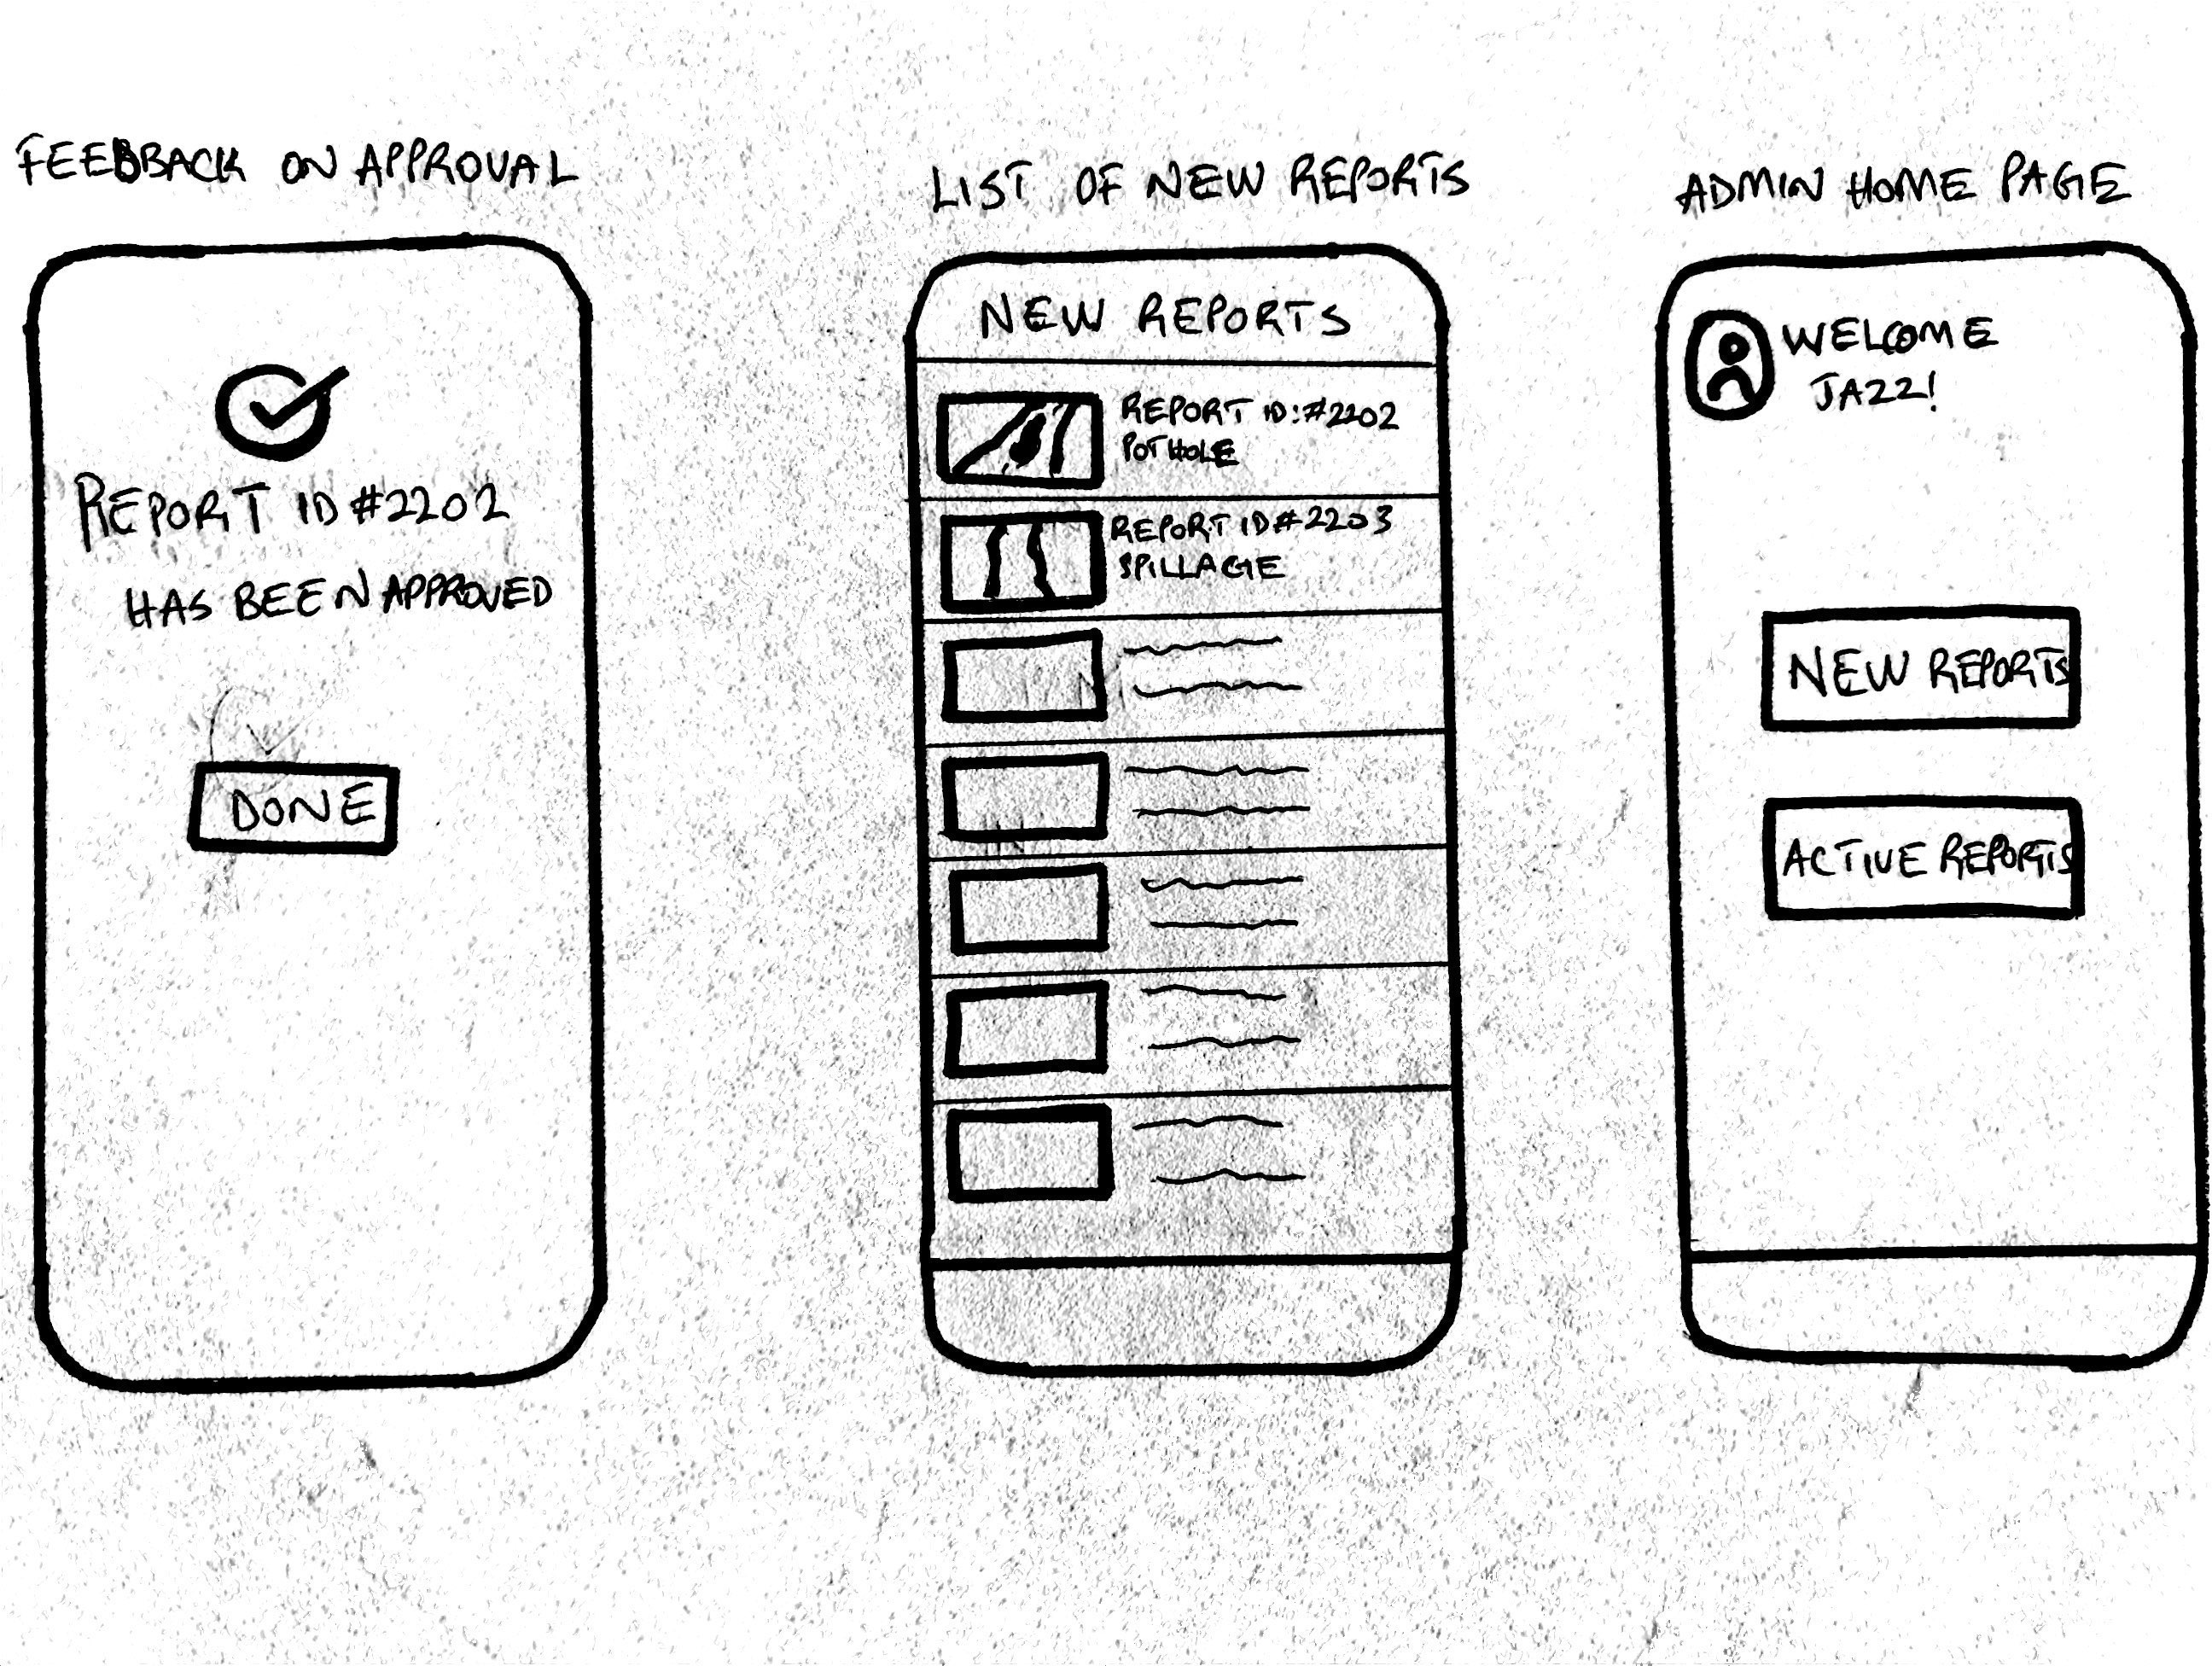 FEEDBACK ON APPROVAL
REPORT ID #2202
HAS BEEN APPROVED
DONE
LIST OF NEW REPORTS
NEW REPORTS
REPORT ID: #2202
POTHOLE
REPORT ID #2203
SPILLAGE
ADMIN HOME PAGE
WELCOME
JAZZ!
NEW REPORTS
ACTIVE REPORTS